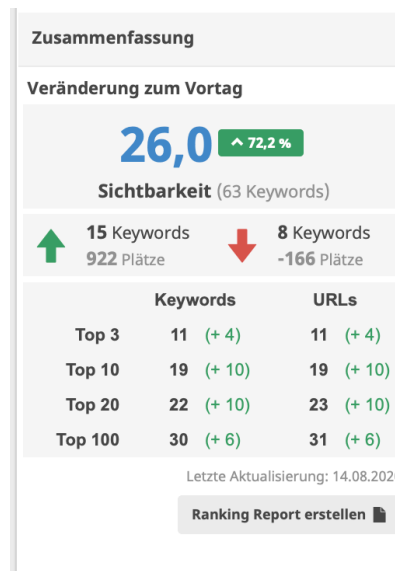 Zusammenfassung
Veränderung zum Vortag
26,0 72,2 %
Sichtbarkeit (63 Keywords)
15 Keywords 8 Keywords
922 Plätze -166 Plätze
Keywords URLs
Top 3 11 (+ 4) 11 (+ 4)
Top 10 19 (+ 10) 19 (+ 10)
Top 20 22 (+ 10) 23 (+ 10)
Top 100 30 (+ 6) 31 (+ 6)
Letzte Aktualisierung: 14.08.202
Ranking Report erstellen